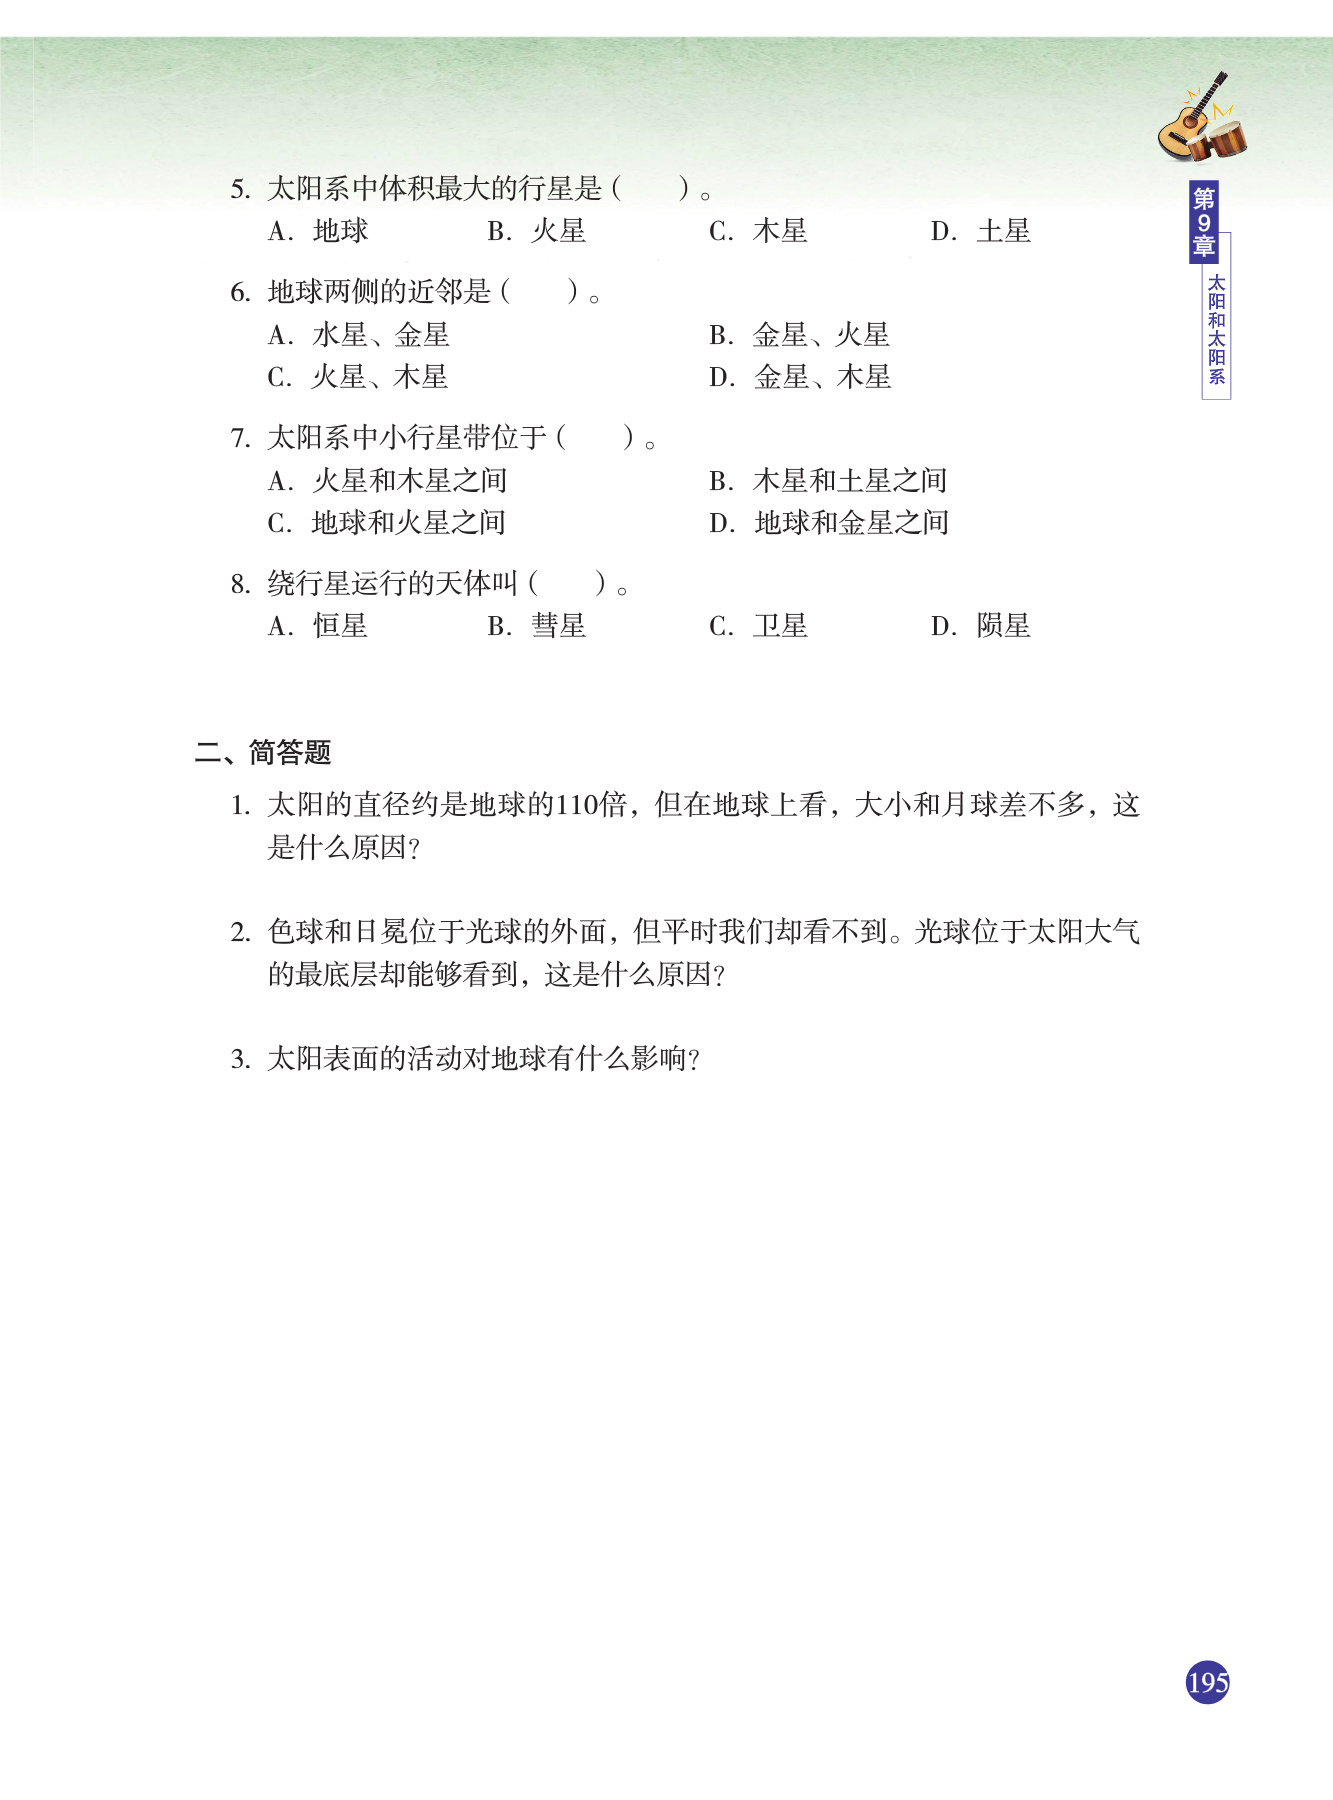 第9章
太阳和太阳系
5. 太阳系中体积最大的行星是（　　）。
A. 地球　B. 火星　C. 木星　D. 土星
6. 地球两侧的近邻是（　　）。
A. 水星、金星　B. 金星、火星
C. 火星、木星　D. 金星、木星
7. 太阳系中小行星带位于（　　）。
A. 火星和木星之间　B. 木星和土星之间
C. 地球和火星之间　D. 地球和金星之间
8. 绕行星运行的天体叫（　　）。
A. 恒星　B. 彗星　C. 卫星　D. 陨星
二、简答题
1. 太阳的直径约是地球的110倍，但在地球上看，大小和月球差不多，这
是什么原因？
2. 色球和日冕位于光球的外面，但平时我们却看不到。光球位于太阳大气
的最底层却能够看到，这是什么原因？
3. 太阳表面的活动对地球有什么影响？
195